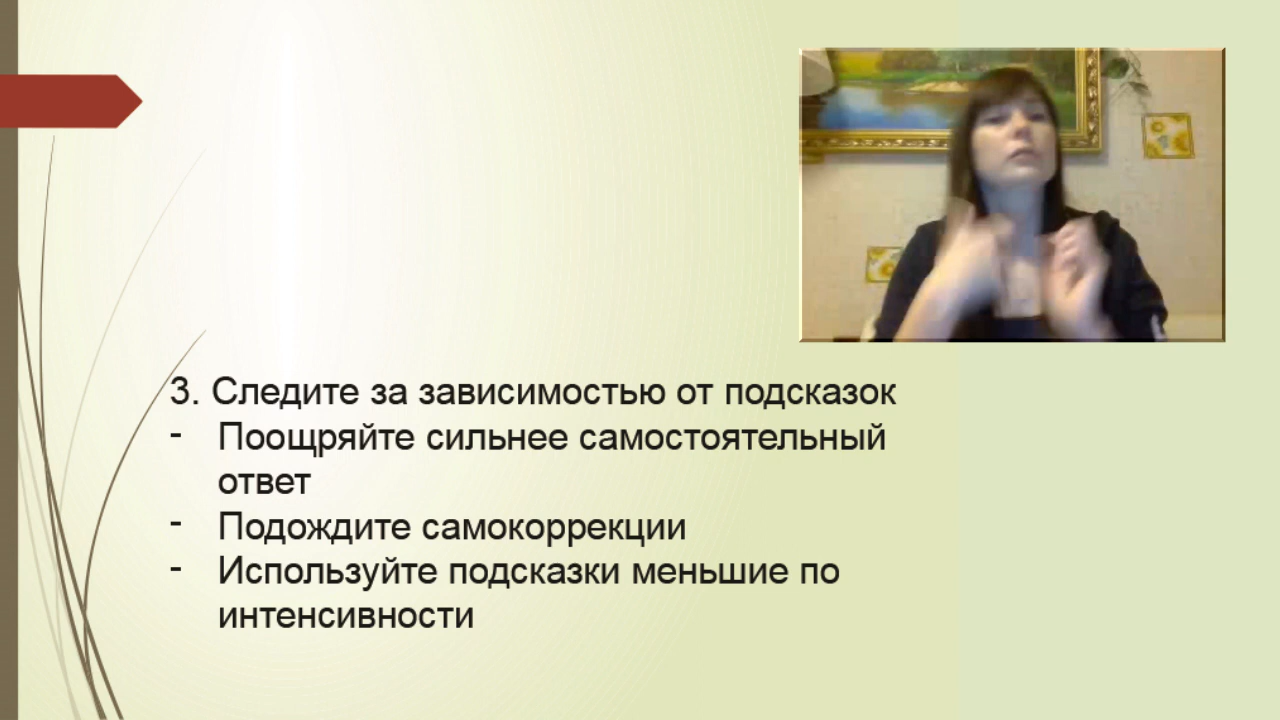 3. Следите за зависимостью от подсказок
- Поощряйте сильнее самостоятельный
ответ
- Подождите самокоррекции
- Используйте подсказки меньшие по
интенсивности